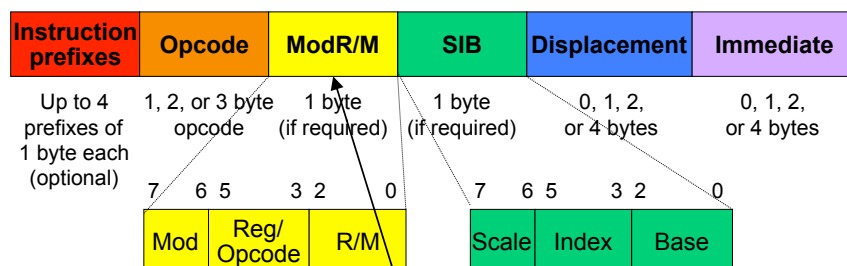 Instruction prefixes
Opcode
ModR/M
SIB
Displacement
Immediate
Up to 4
prefixes of
1 byte each
(optional)
1, 2, or 3 byte
opcode
1 byte
(if required)
1 byte
(if required)
0, 1, 2,
or 4 bytes
0, 1, 2,
or 4 bytes
7 6 5 3 2 0
Mod
Reg/
Opcode
R/M
7 6 5 3 2 0
Scale
Index
Base